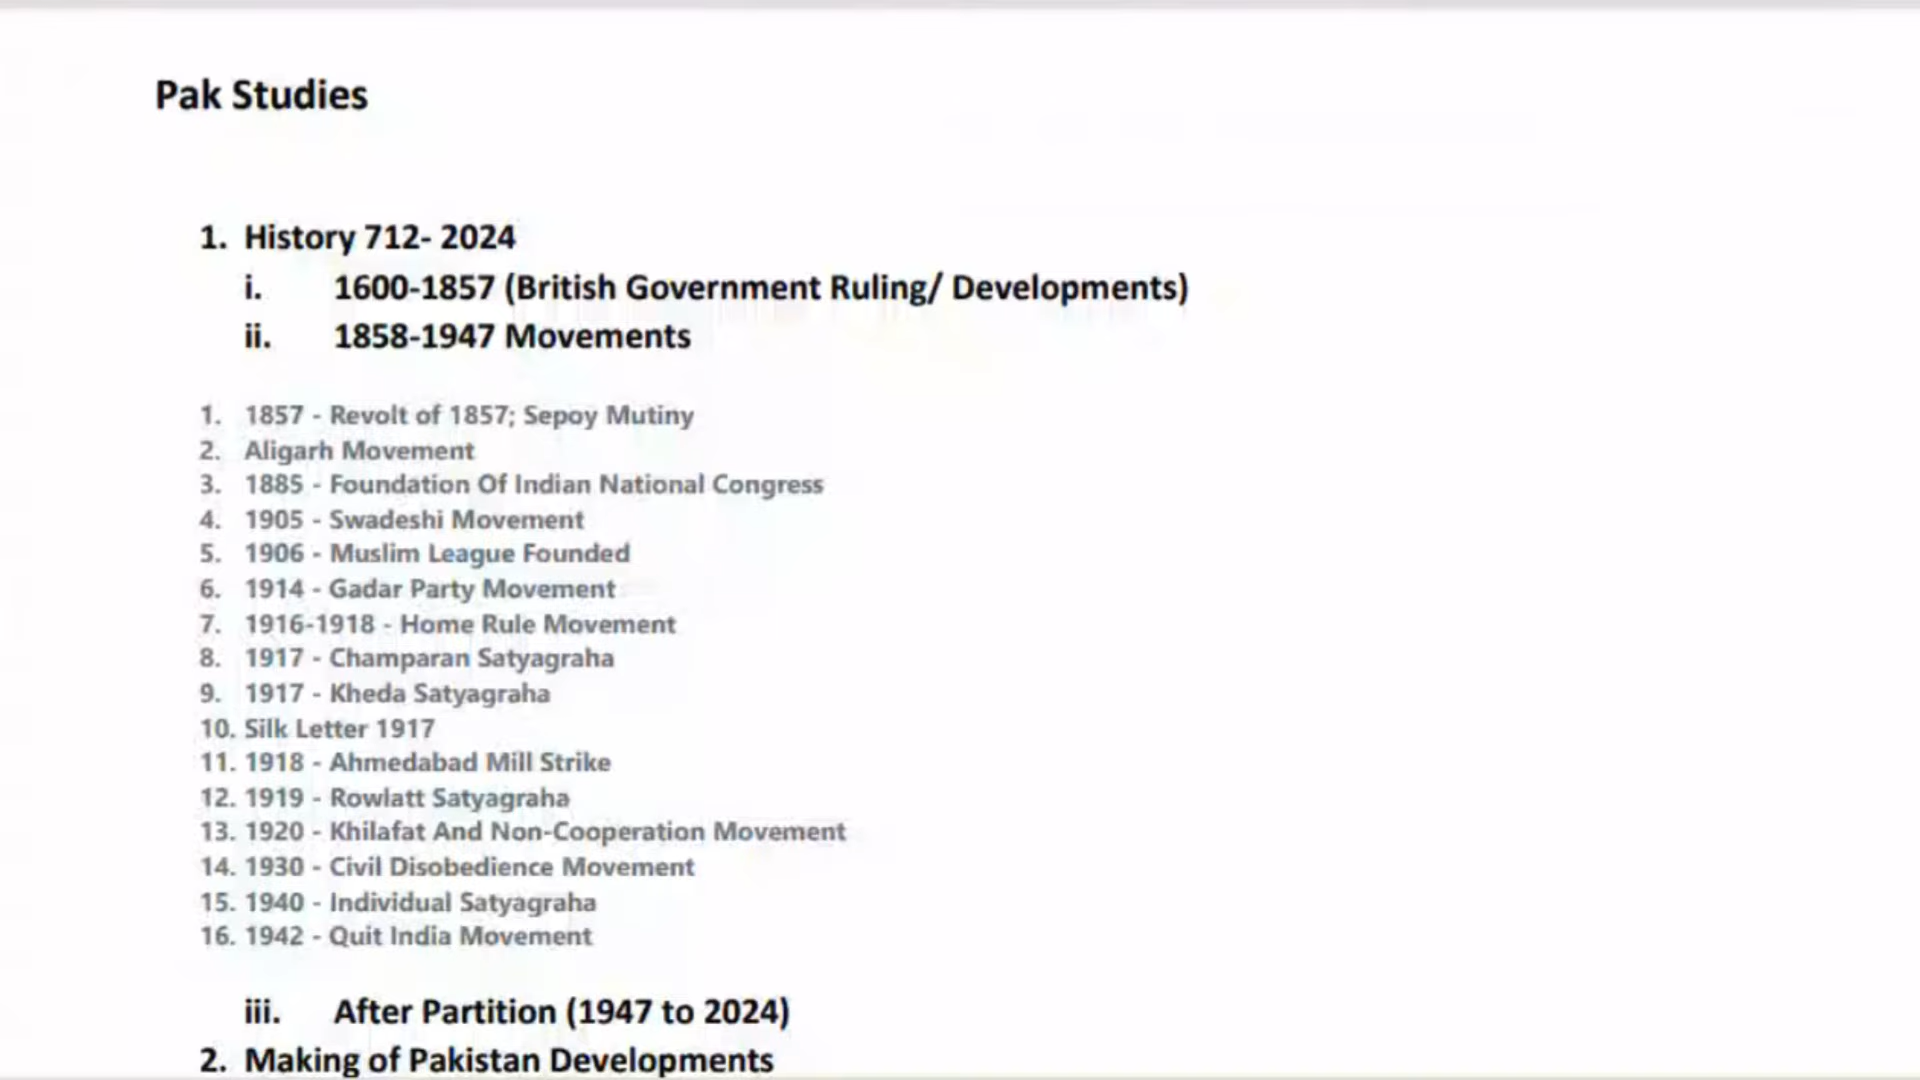 Pak Studies
1. History 712- 2024
i. 1600-1857 (British Government Ruling/ Developments)
ii. 1858-1947 Movements
1. 1857 - Revolt of 1857; Sepoy Mutiny
2. Aligarh Movement
3. 1885 - Foundation Of Indian National Congress
4. 1905 - Swadeshi Movement
5. 1906 - Muslim League Founded
6. 1914 - Gadar Party Movement
7. 1916-1918 - Home Rule Movement
8. 1917 - Champaran Satyagraha
9. 1917 - Kheda Satyagraha
10. Silk Letter 1917
11. 1918 - Ahmedabad Mill Strike
12. 1919 - Rowlatt Satyagraha
13. 1920 - Khilafat And Non-Cooperation Movement
14. 1930 - Civil Disobedience Movement
15. 1940 - Individual Satyagraha
16. 1942 - Quit India Movement
iii. After Partition (1947 to 2024)
2. Making of Pakistan Developments